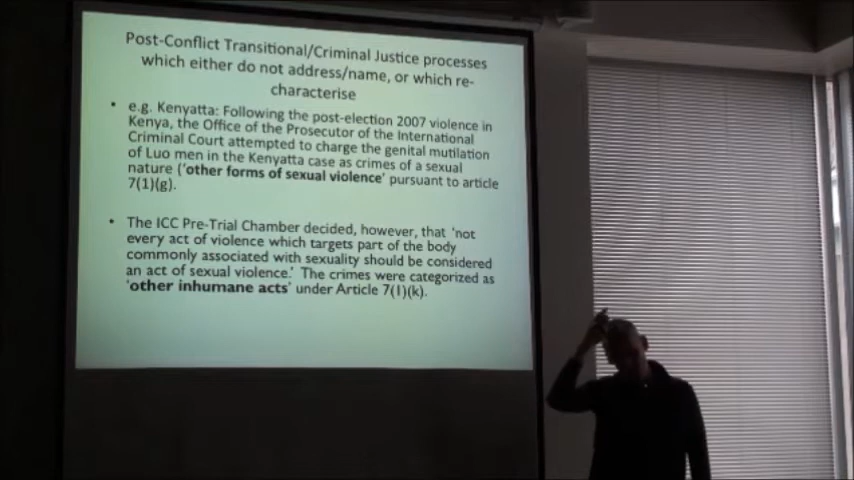 Post-Conflict Transitional/Criminal Justice processes
which either do not address/name, or which re-
characterise
• e.g. Kenyatta: Following the post-election 2007 violence in
Kenya, the Office of the Prosecutor of the International
Criminal Court attempted to charge the genital mutilation
of Luo men in the Kenyatta case as crimes of a sexual
nature ('other forms of sexual violence' pursuant to article
7(1)(g).
• The ICC Pre-Trial Chamber decided, however, that 'not
every act of violence which targets part of the body
commonly associated with sexuality should be considered
an act of sexual violence.' The crimes were categorized as
'other inhumane acts' under Article 7(1)(k).